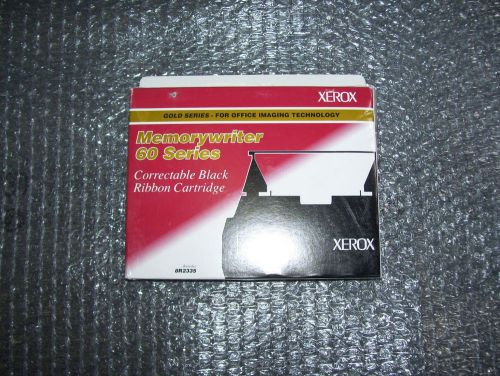 XEROX
GOLD SERIES - FOR OFFICE IMAGING TECHNOLOGY
Memorywriter
60 Series
Correctable Black
Ribbon Cartridge
XEROX
8R2335